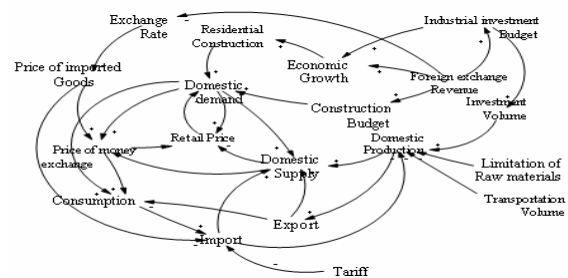 Exchange
Rate
Residential
Construction
Industrial investment
Budget
Price of imported
Goods
Economic
Growth
Foreign exchange
Revenue
Domestic
demand
Construction
Budget
Investment
Volume
Retail Price
Domestic
Production
Price of money
exchange
Domestic
Supply
Limitation of
Raw materials
Consumption
Transportation
Volume
Export
Import
Tariff